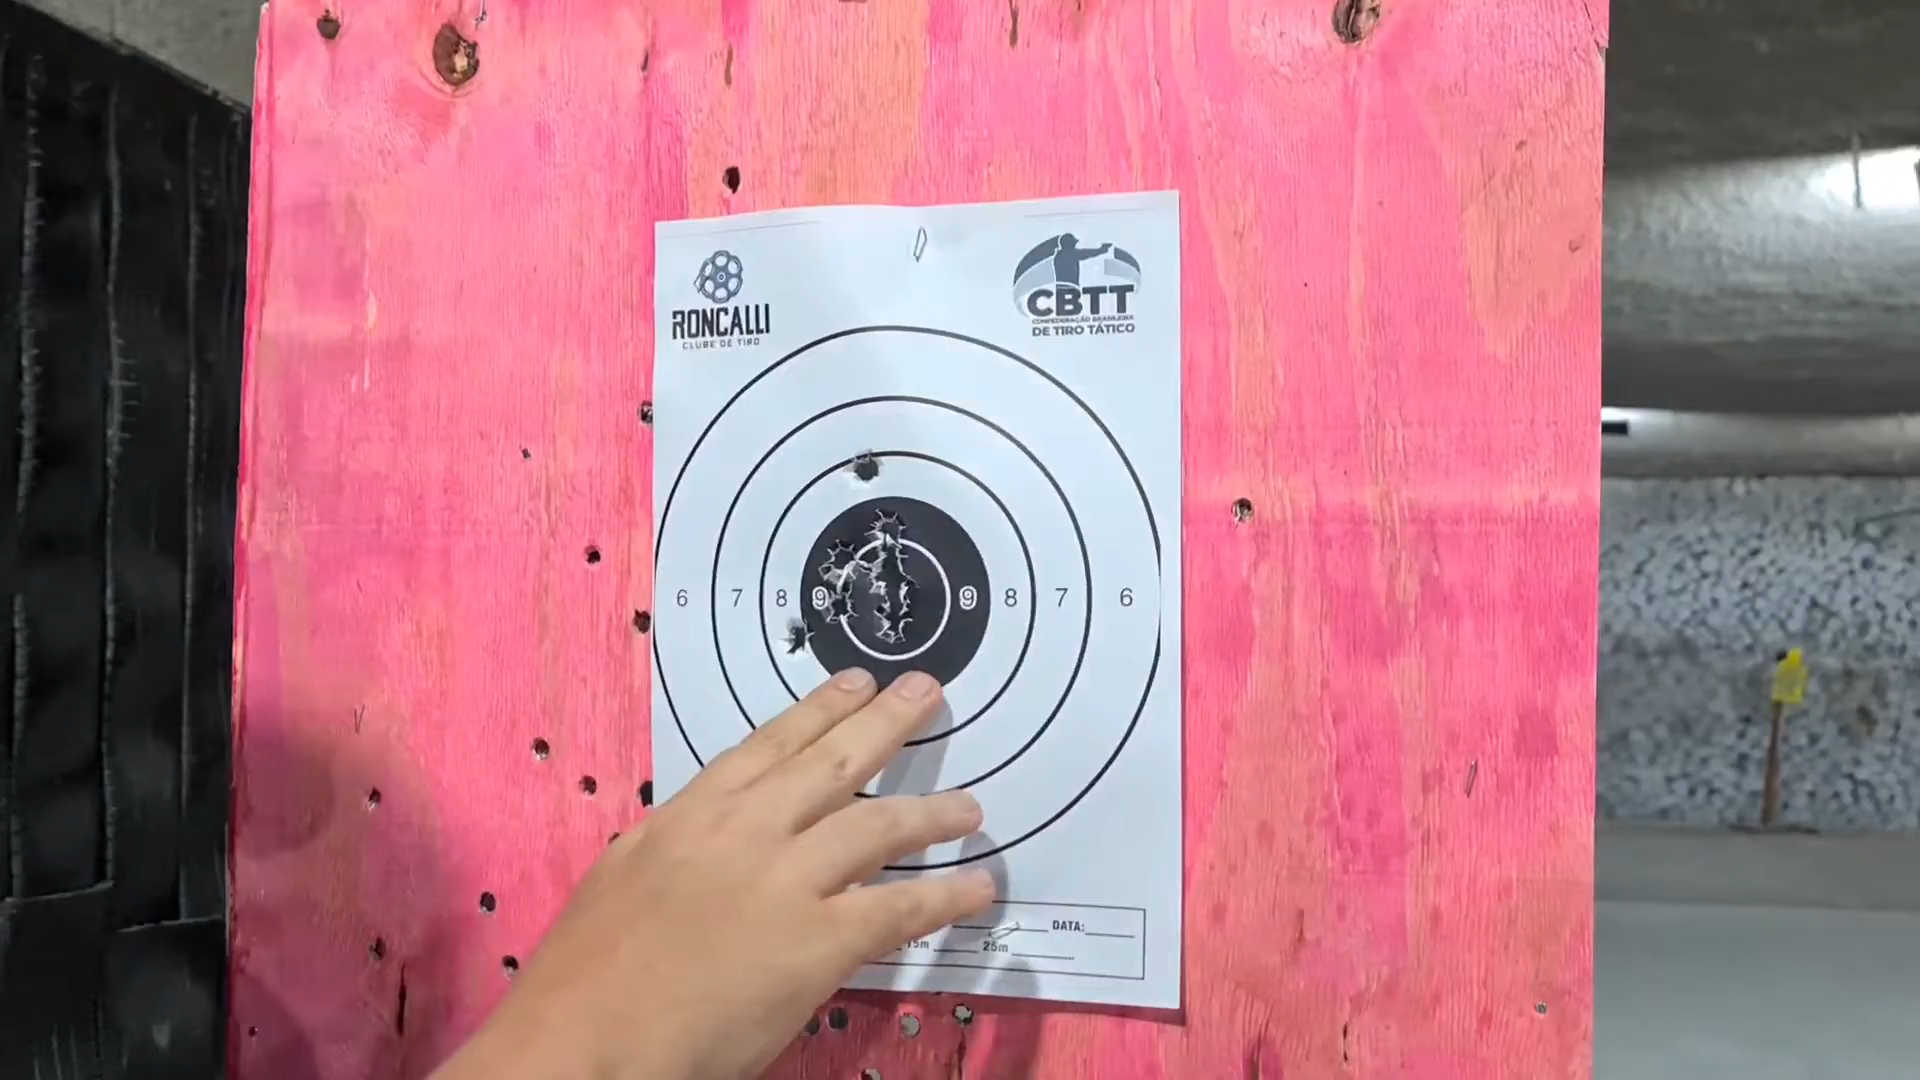 RONCALLI
CLUBE DE TIRO
CBTT
CONFEDERAÇÃO BRASILEIRA
DE TIRO TÁTICO
6 7 8 9 9 8 7 6
DATA:
15m 25m